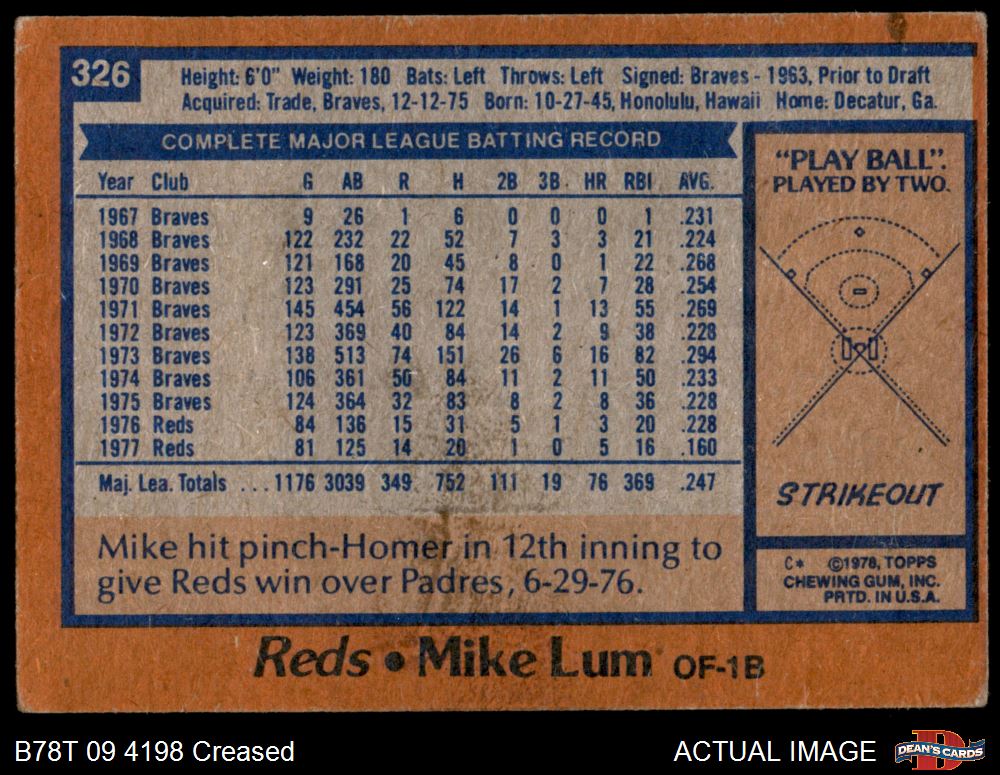 326
Height: 6'0" Weight: 180 Bats: Left Throws: Left Signed: Braves - 1963, Prior to Draft
Acquired: Trade, Braves, 12-12-75 Born: 10-27-45, Honolulu, Hawaii Home: Decatur, Ga.
COMPLETE MAJOR LEAGUE BATTING RECORD
Year Club G AB R H 2B 3B HR RBI AVG.
1967 Braves 9 26 1 6 0 0 0 1 .231
1968 Braves 122 232 22 52 7 3 3 21 .224
1969 Braves 121 168 20 45 8 0 1 22 .268
1970 Braves 123 291 25 74 17 2 7 28 .254
1971 Braves 145 454 56 122 14 1 13 55 .269
1972 Braves 123 369 40 84 14 2 9 38 .228
1973 Braves 138 513 74 151 26 6 16 82 .294
1974 Braves 106 361 50 84 11 2 11 50 .233
1975 Braves 124 364 32 83 8 2 8 36 .228
1976 Reds 84 136 15 31 5 1 3 20 .228
1977 Reds 81 125 14 20 1 0 5 16 .160
Maj. Lea. Totals ... 1176 3039 349 752 111 19 76 369 .247
Mike hit pinch-Homer in 12th inning to
give Reds win over Padres, 6-29-76.
"PLAY BALL".
PLAYED BY TWO.
STRIKEOUT
C* ©1978, TOPPS
CHEWING GUM, INC.
PRTD. IN U.S.A.
Reds • Mike Lum OF-1B
B78T 09 4198 Creased
ACTUAL IMAGE
DEAN'S CARDS